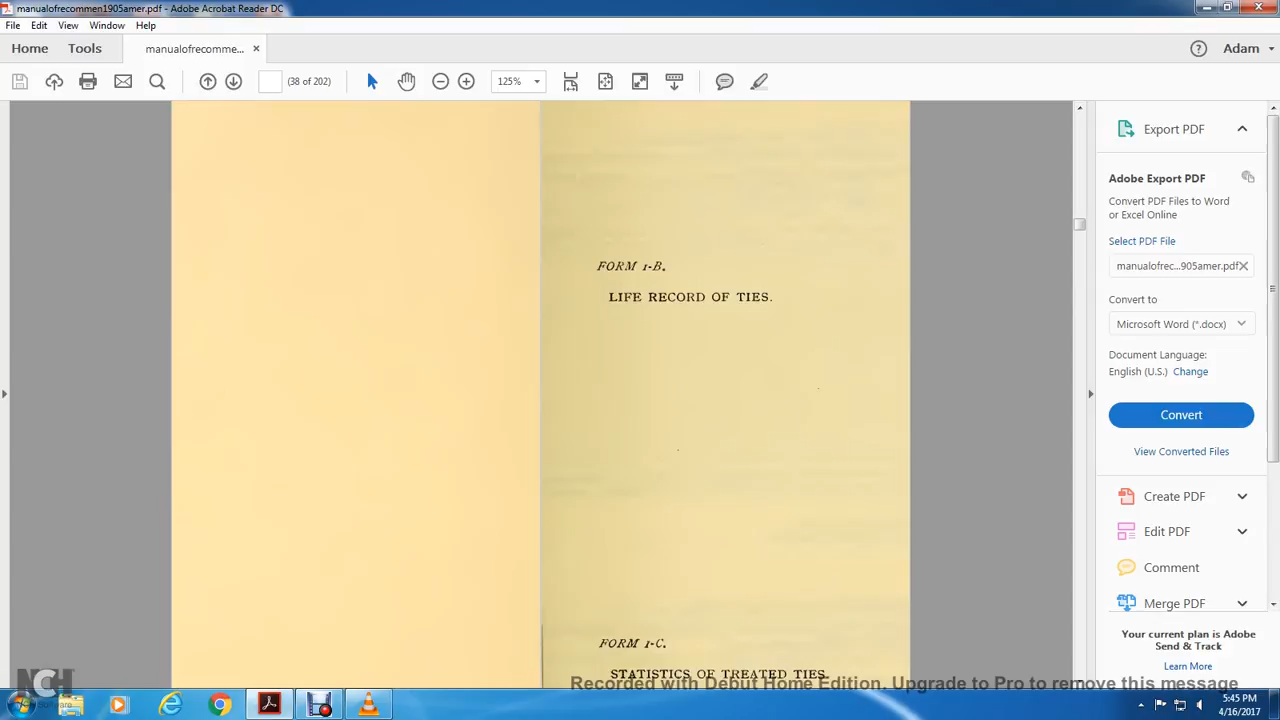 manualofrecommen1905amer.pdf - Adobe Acrobat Reader DC
File Edit View Window Help
Home Tools manualofrecomme... ×
? Adam
(38 of 202) 125%
Export PDF
Adobe Export PDF
Convert PDF Files to Word
or Excel Online
Select PDF File
manualofrec...905amer.pdf
Convert to
Microsoft Word (*.docx)
Document Language:
English (U.S.) Change
Convert
View Converted Files
Create PDF
Edit PDF
Comment
Merge PDF
Your current plan is Adobe
Send & Track
Learn More
FORM 1-B.
LIFE RECORD OF TIES.
FORM 1-C.
STATISTICS OF TREATED TIES.
NCH
Software
Recorded with Debut Home Edition. Upgrade to Pro to remove this message
5:45 PM
4/16/2017